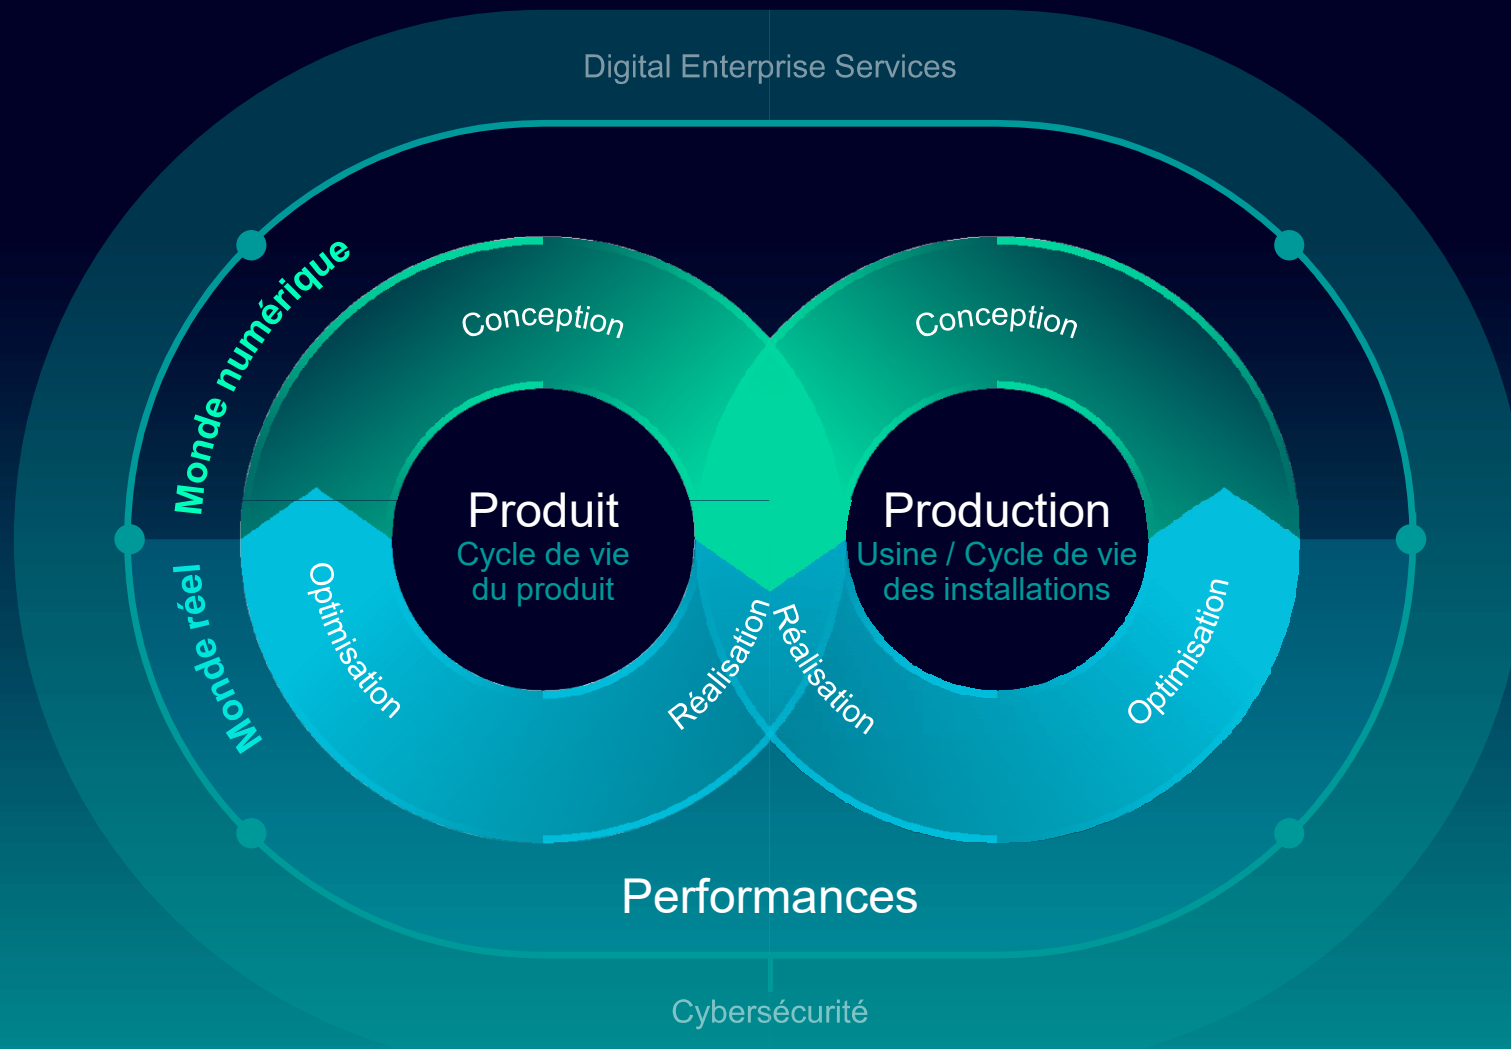 Digital Enterprise Services
Monde numérique
Conception
Conception
Produit
Cycle de vie
du produit
Production
Usine / Cycle de vie
des installations
Monde réel
Optimisation
Réalisation
Réalisation
Optimisation
Performances
Cybersécurité